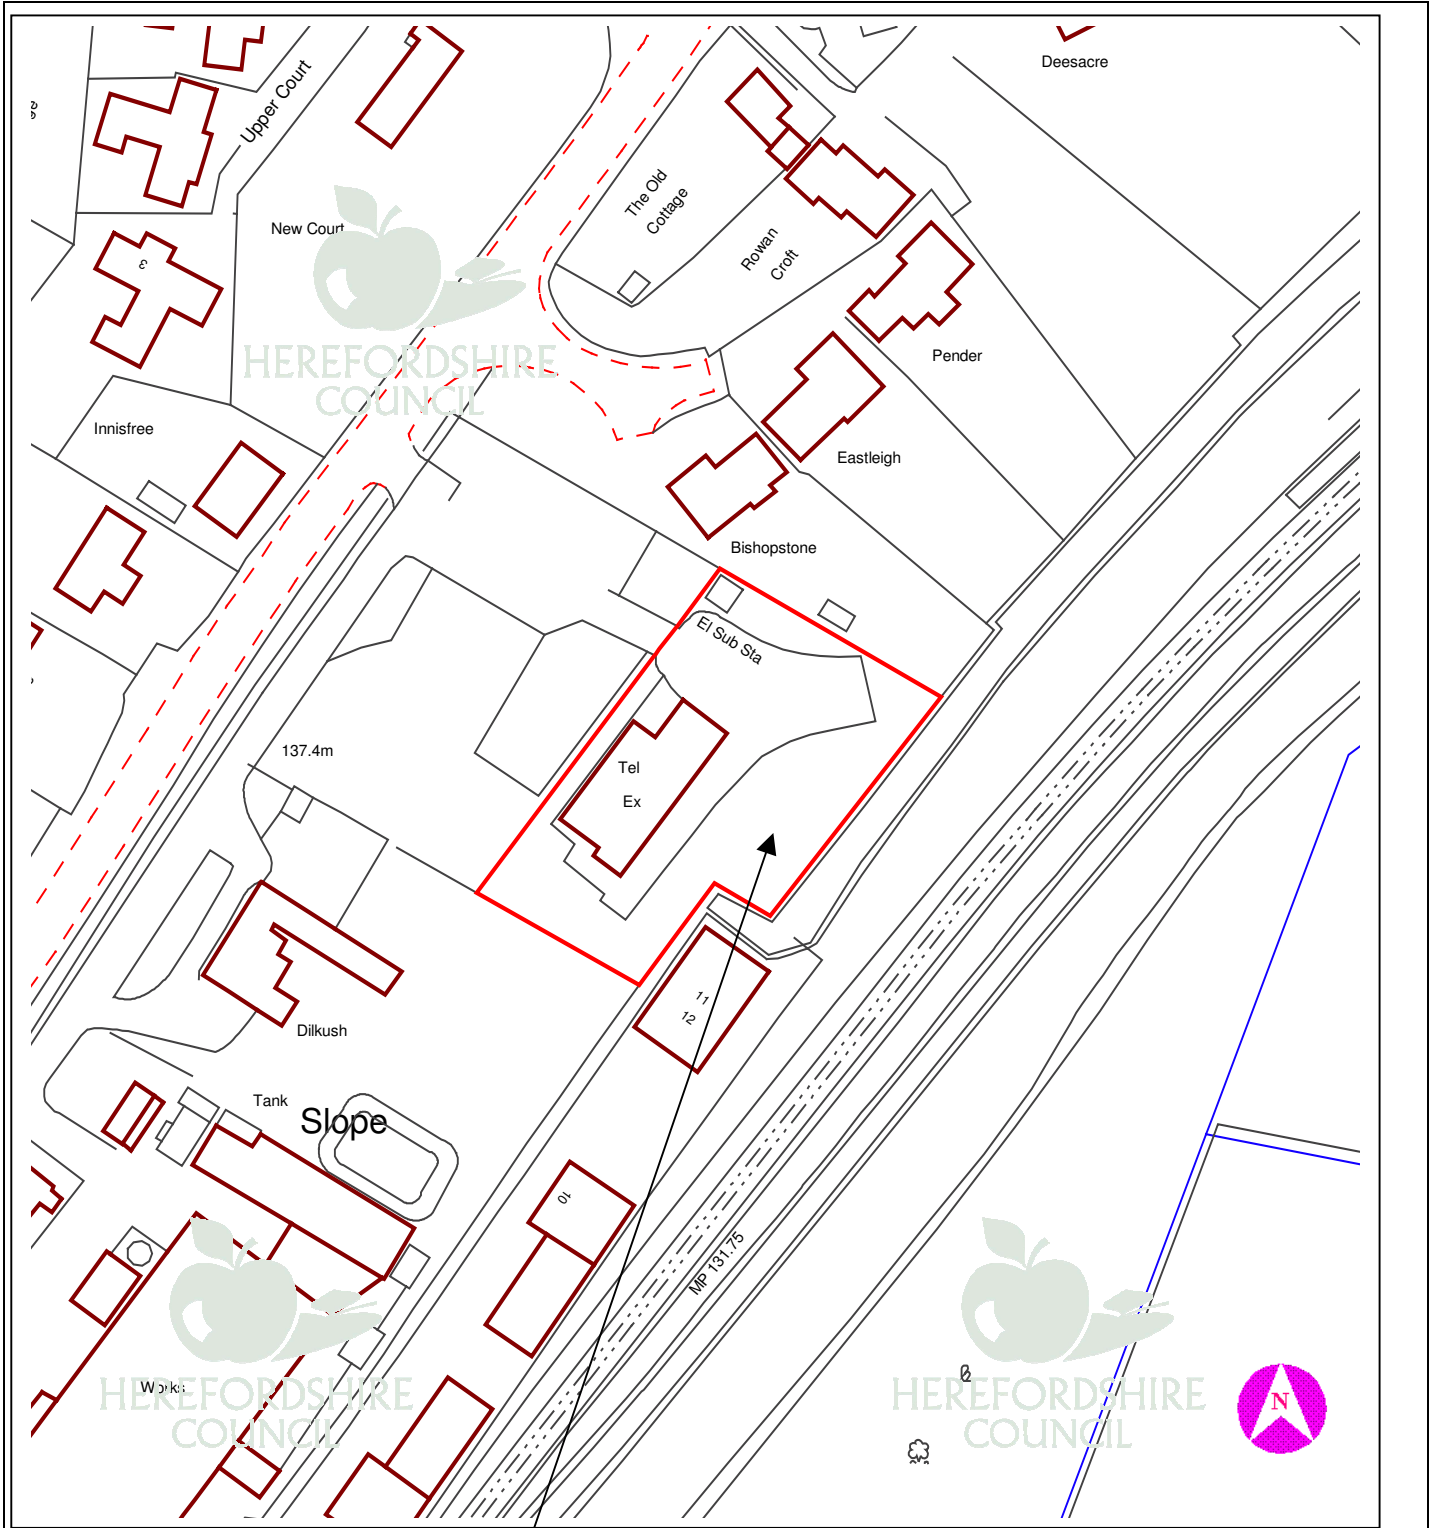 Deesacre
Upper Court
The Old
Cottage
New Court
Rowan
Croft
3
HEREFORDSHIRE
COUNCIL
Pender
Innisfree
Eastleigh
Bishopstone
El Sub Sta
137.4m
Tel
Ex
11
12
Dilkush
Tank
Slope
10
MP 131.75
Works
HEREFORDSHIRE
COUNCIL
HEREFORDSHIRE
COUNCIL
N